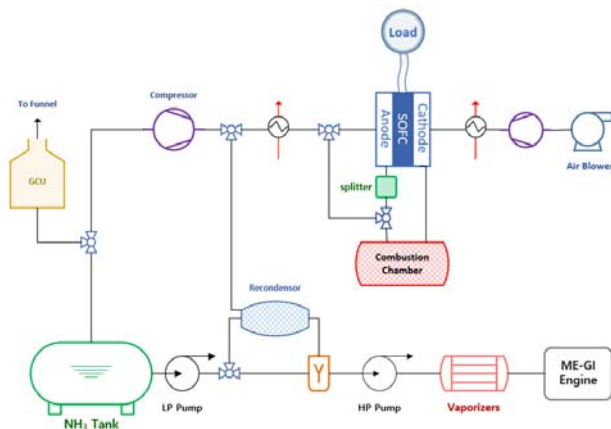 Load
To Funnel
Compressor
Anode
SOFC
Cathode
GCU
splitter
Air Blower
Combustion
Chamber
Recondensor
Y
LP Pump
HP Pump
Vaporizers
ME-GI
Engine
NH₃ Tank